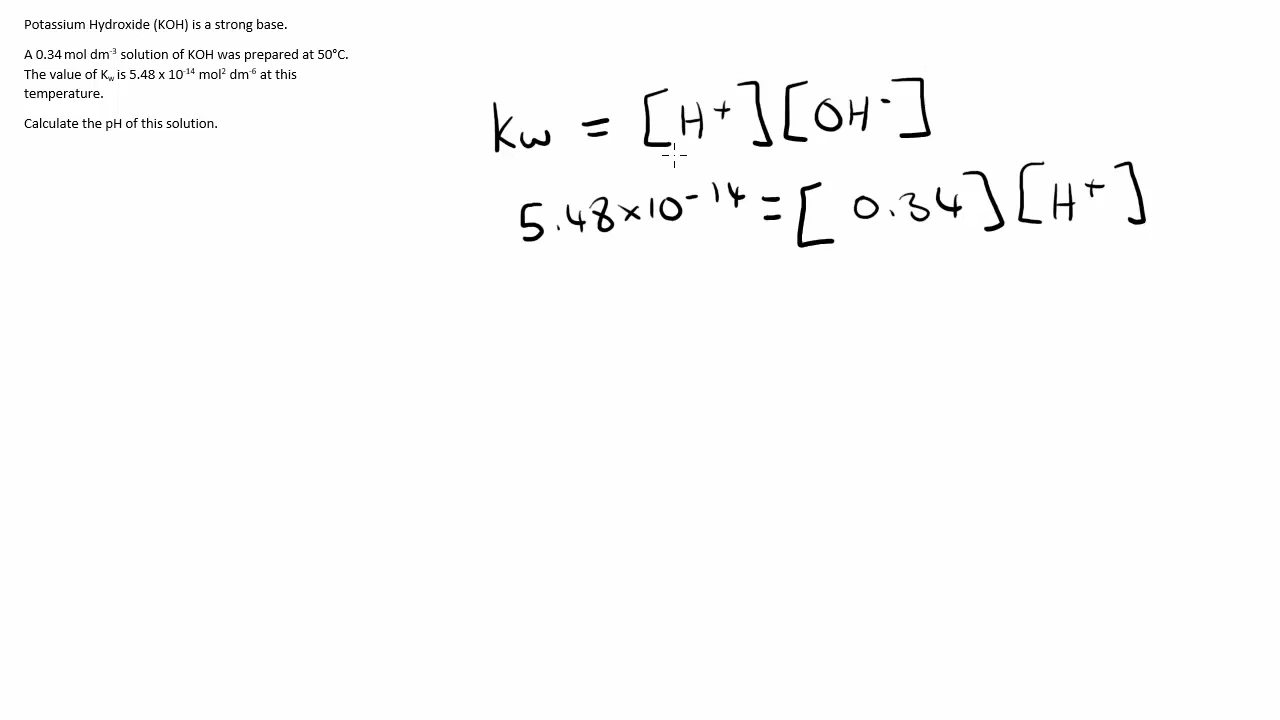 Potassium Hydroxide (KOH) is a strong base.
A 0.34 mol dm⁻³ solution of KOH was prepared at 50°C.
The value of Kw is 5.48 x 10⁻¹⁴ mol² dm⁻⁶ at this
temperature.
Calculate the pH of this solution.
Kw = [H⁺][OH⁻]
5.48×10⁻¹⁴ = [0.34][H⁺]